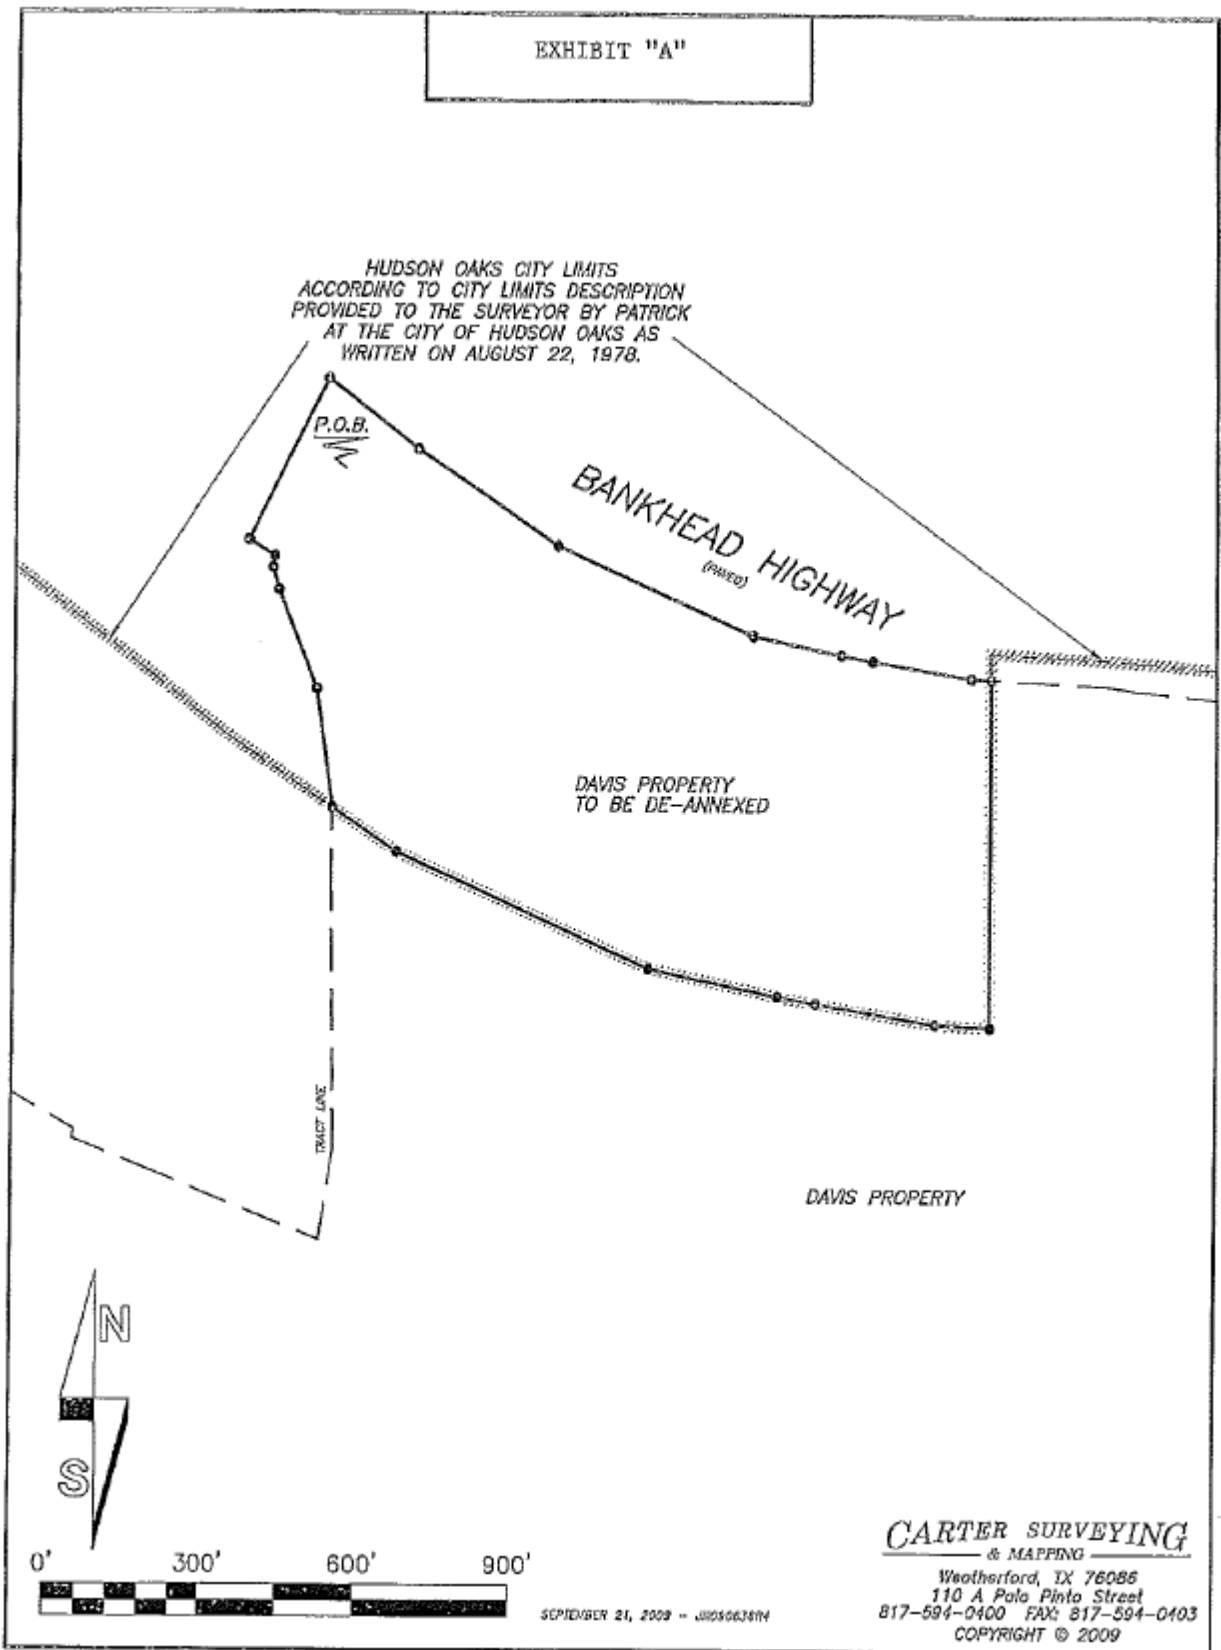 EXHIBIT "A"
HUDSON OAKS CITY LIMITS
ACCORDING TO CITY LIMITS DESCRIPTION
PROVIDED TO THE SURVEYOR BY PATRICK
AT THE CITY OF HUDSON OAKS AS
WRITTEN ON AUGUST 22, 1978.
P.O.B.
BANKHEAD HIGHWAY
(PAVED)
DAVIS PROPERTY
TO BE DE-ANNEXED
TRACT LINE
DAVIS PROPERTY
N
S
0' 300' 600' 900'
SEPTEMBER 21, 2009 -
CARTER SURVEYING
& MAPPING
Weatherford, TX 76086
110 A Palo Pinto Street
817-594-0400 FAX: 817-594-0403
COPYRIGHT © 2009